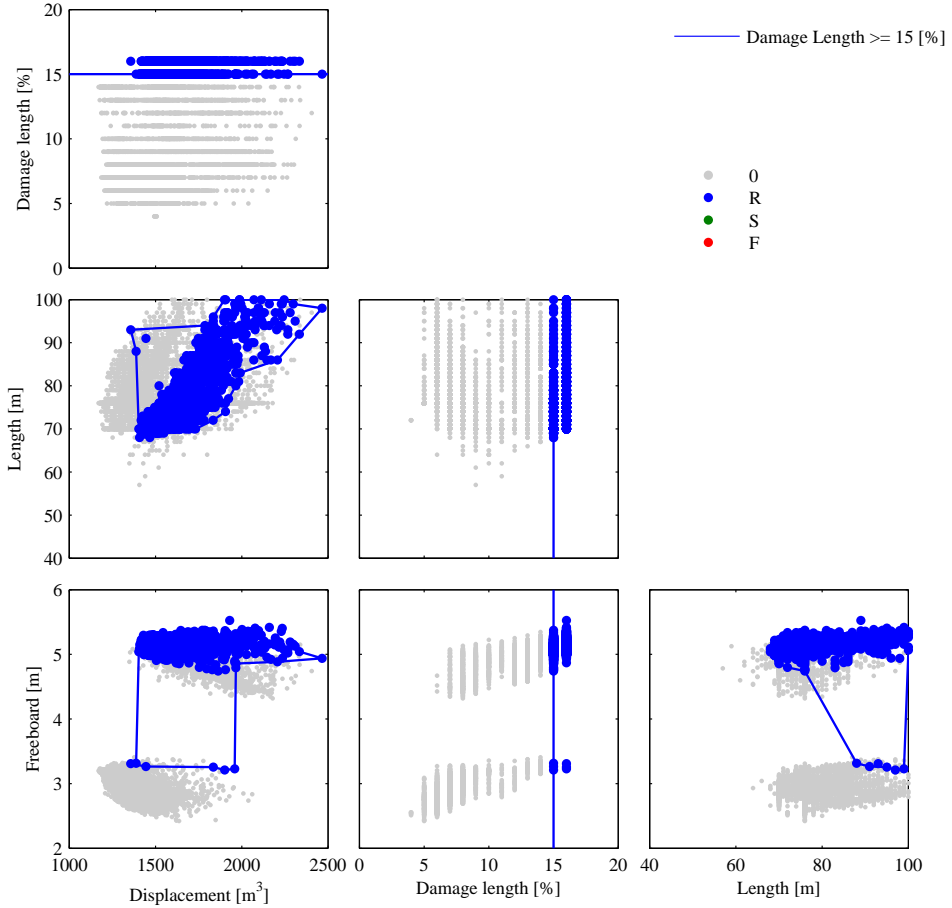 20
15
10
5
0
Damage length [%]
Damage Length >= 15 [%]
0
R
S
F
100
90
80
70
60
50
40
Length [m]
6
5
4
3
2
Freeboard [m]
1000 1500 2000 2500
Displacement [m³]
0 5 10 15 20
Damage length [%]
40 60 80 100
Length [m]